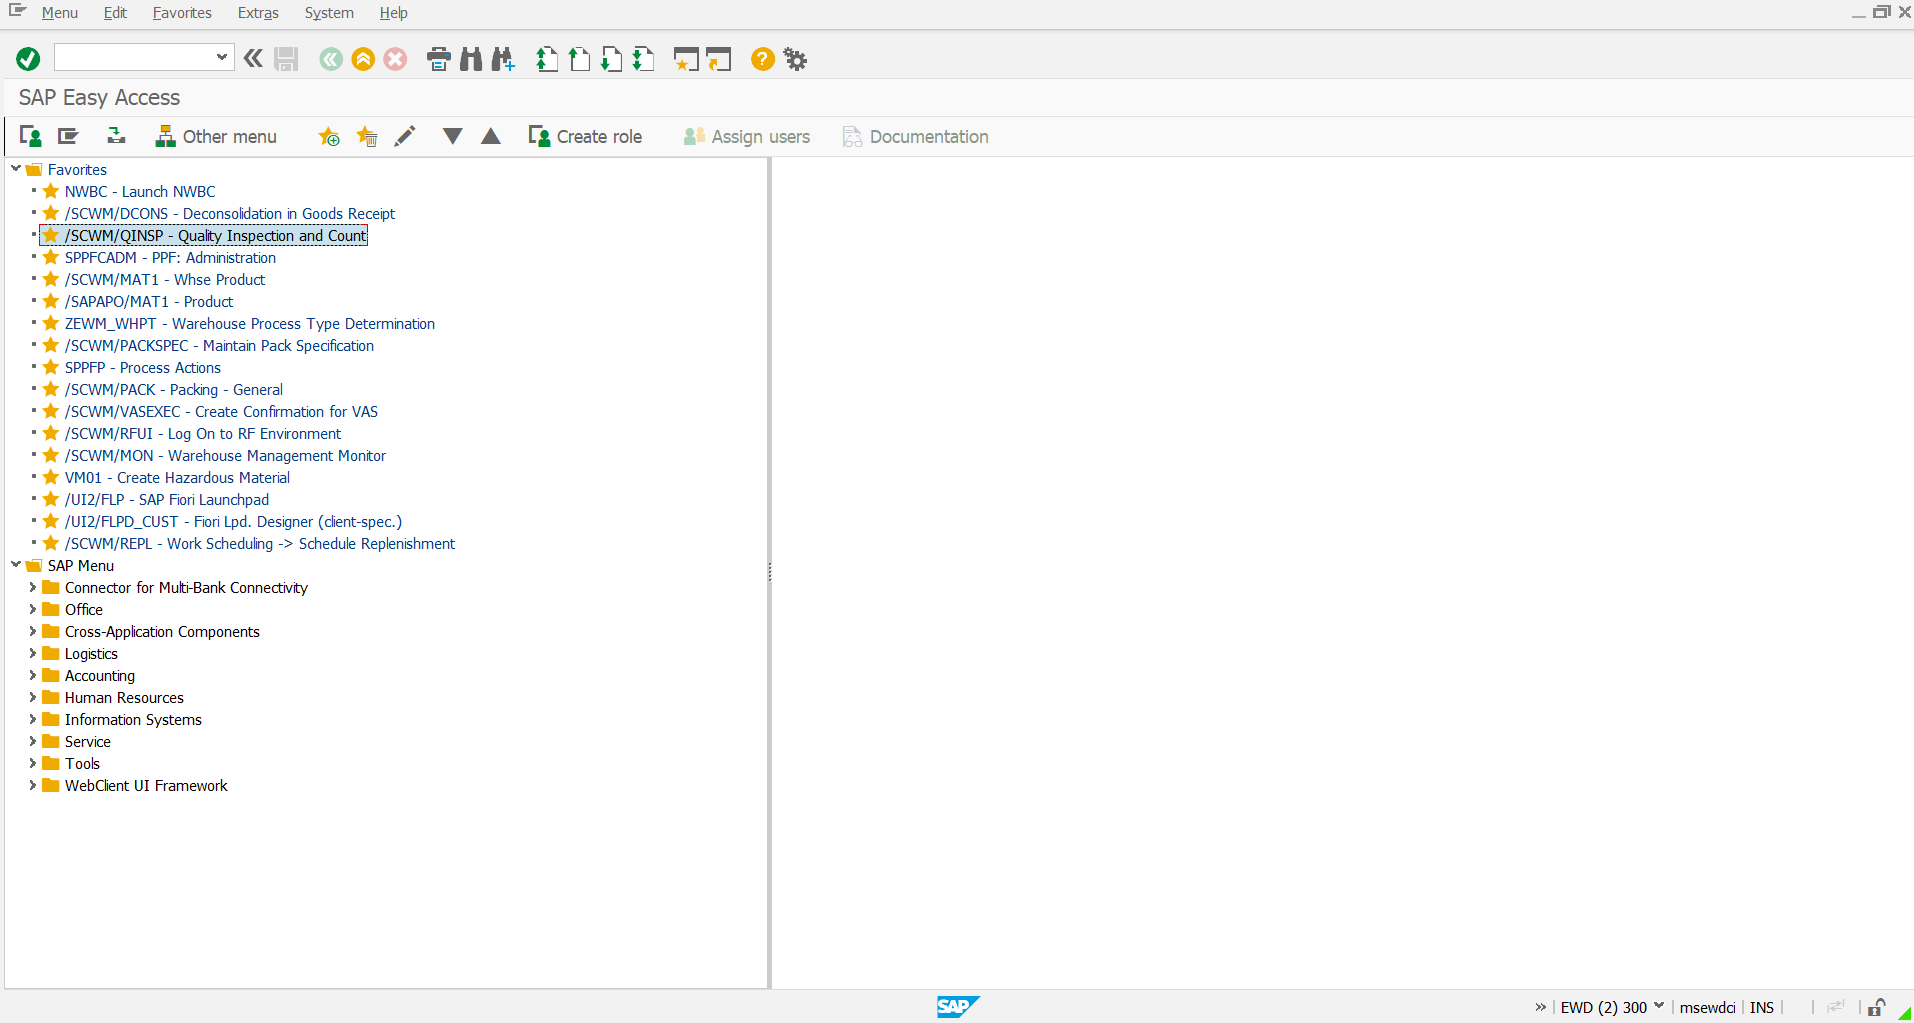 Menu Edit Favorites Extras System Help
SAP Easy Access
Other menu Create role Assign users Documentation
Favorites
NWBC - Launch NWBC
/SCWM/DCONS - Deconsolidation in Goods Receipt
/SCWM/QINSP - Quality Inspection and Count
SPPFCADM - PPF: Administration
/SCWM/MAT1 - Whse Product
/SAPAPO/MAT1 - Product
ZEWM_WHPT - Warehouse Process Type Determination
/SCWM/PACKSPEC - Maintain Pack Specification
SPPFP - Process Actions
/SCWM/PACK - Packing - General
/SCWM/VASEXEC - Create Confirmation for VAS
/SCWM/RFUI - Log On to RF Environment
/SCWM/MON - Warehouse Management Monitor
VM01 - Create Hazardous Material
/UI2/FLP - SAP Fiori Launchpad
/UI2/FLPD_CUST - Fiori Lpd. Designer (client-spec.)
/SCWM/REPL - Work Scheduling -> Schedule Replenishment
SAP Menu
Connector for Multi-Bank Connectivity
Office
Cross-Application Components
Logistics
Accounting
Human Resources
Information Systems
Service
Tools
WebClient UI Framework
SAP
EWD (2) 300 msewdci INS